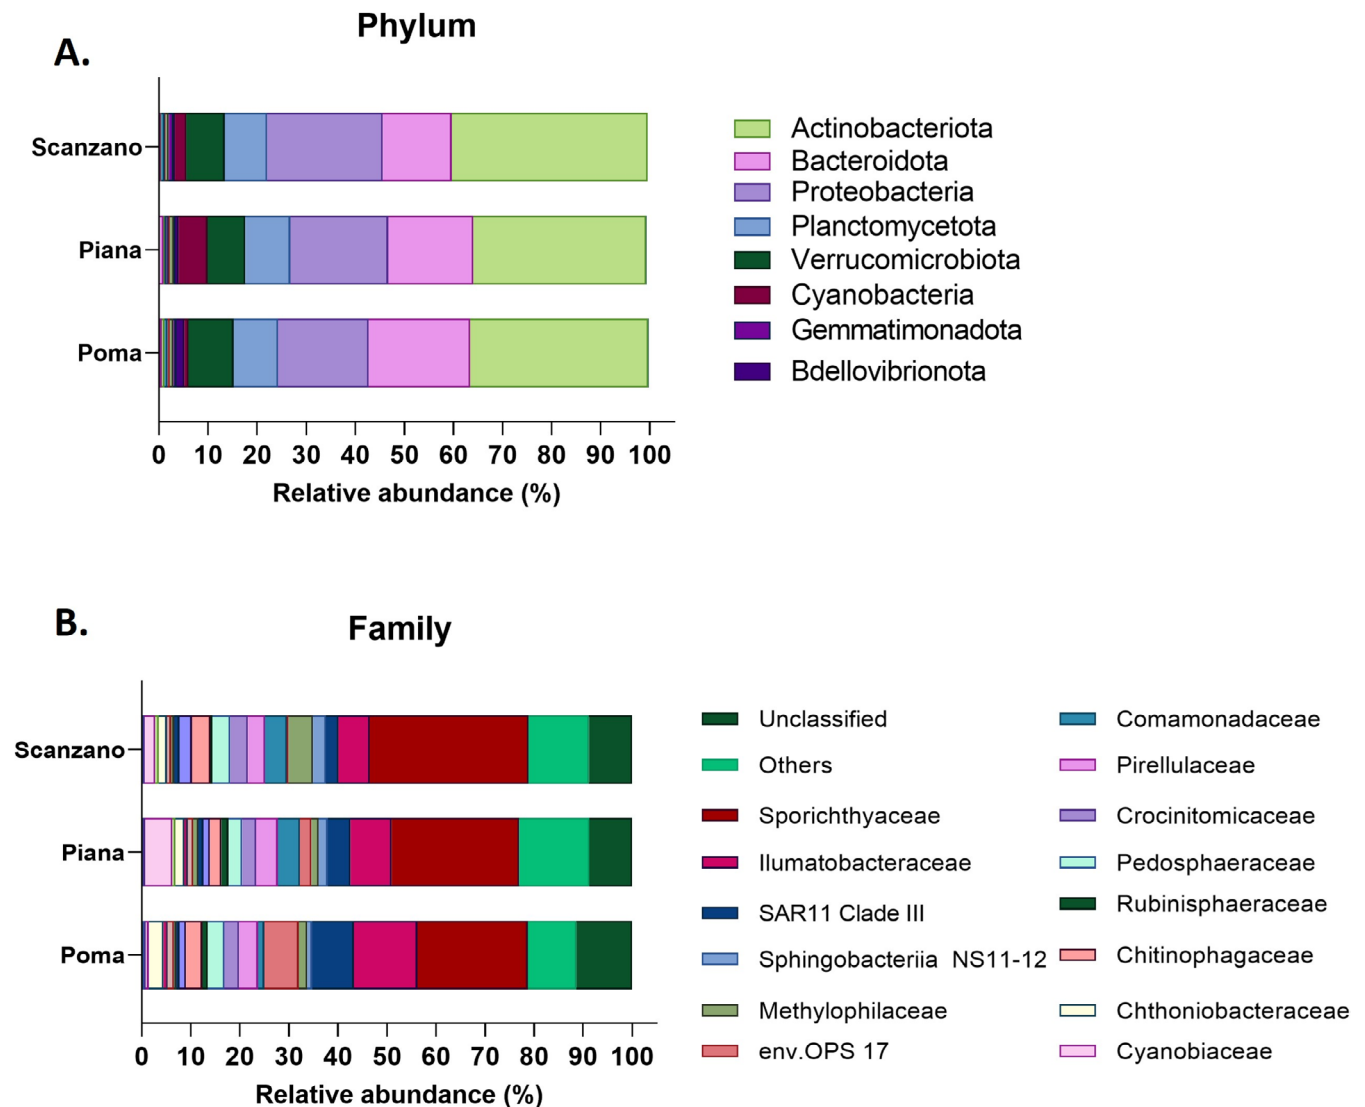 Phylum
A.
Scanzano
Piana
Poma
0 10 20 30 40 50 60 70 80 90 100
Relative abundance (%)
Actinobacteriota
Bacteroidota
Proteobacteria
Planctomycetota
Verrucomicrobiota
Cyanobacteria
Gemmatimonadota
Bdellovibrionota
B.
Family
Scanzano
Piana
Poma
0 10 20 30 40 50 60 70 80 90 100
Relative abundance (%)
Unclassified
Others
Sporichthyaceae
Ilumatobacteraceae
SAR11 Clade III
Sphingobacteriia NS11-12
Methylophilaceae
env.OPS 17
Comamonadaceae
Pirellulaceae
Crocinitomicaceae
Pedosphaeraceae
Rubinisphaeraceae
Chitinophagaceae
Chthoniobacteraceae
Cyanobiaceae